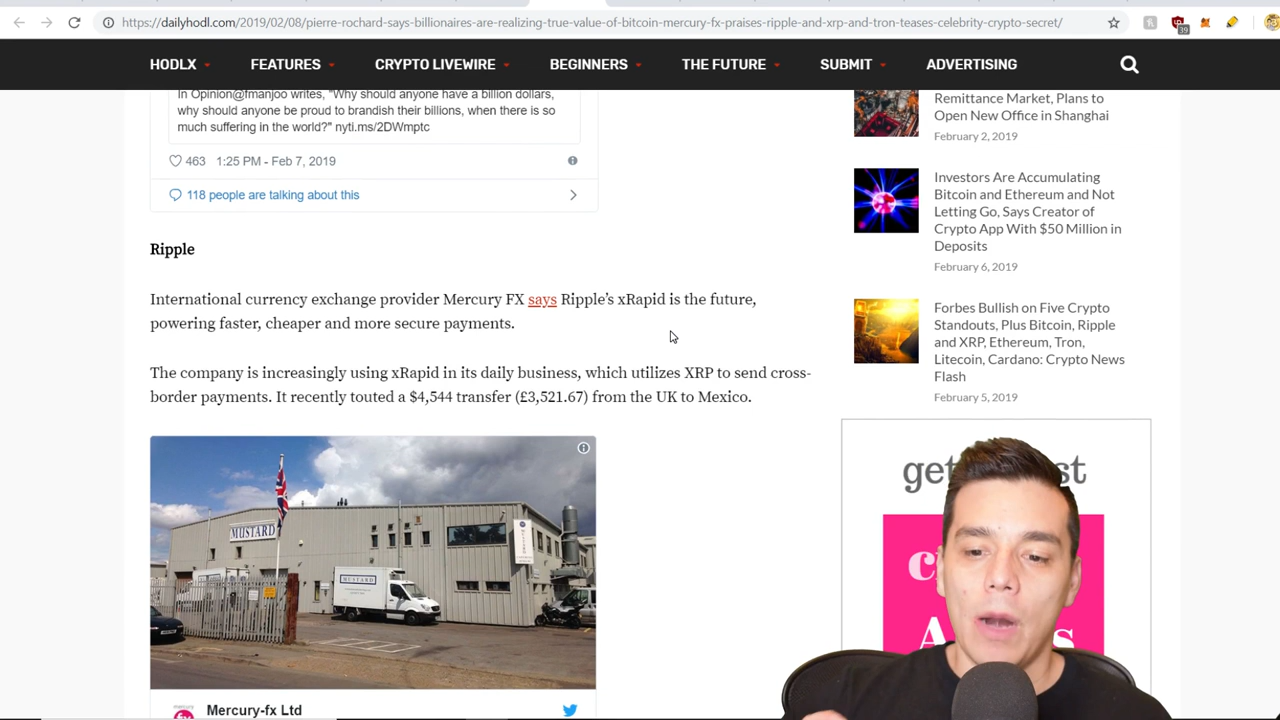 https://dailyhodl.com/2019/02/08/pierre-rochard-says-billionaires-are-realizing-true-value-of-bitcoin-mercury-fx-praises-ripple-and-xrp-and-tron-teases-celebrity-crypto-secret/
39
HODLX
FEATURES
CRYPTO LIVEWIRE
BEGINNERS
THE FUTURE
SUBMIT
ADVERTISING
In Opinion@fmanjoo writes, "Why should anyone have a billion dollars,
why should anyone be proud to brandish their billions, when there is so
much suffering in the world?" nyti.ms/2DWmptc
463 1:25 PM - Feb 7, 2019
118 people are talking about this
Ripple
International currency exchange provider Mercury FX says Ripple's xRapid is the future,
powering faster, cheaper and more secure payments.
The company is increasingly using xRapid in its daily business, which utilizes XRP to send cross-
border payments. It recently touted a $4,544 transfer (£3,521.67) from the UK to Mexico.
MUSTARD
MUSTARD
Mercury-fx Ltd
Remittance Market, Plans to
Open New Office in Shanghai
February 2, 2019
Investors Are Accumulating
Bitcoin and Ethereum and Not
Letting Go, Says Creator of
Crypto App With $50 Million in
Deposits
February 6, 2019
Forbes Bullish on Five Crypto
Standouts, Plus Bitcoin, Ripple
and XRP, Ethereum, Tron,
Litecoin, Cardano: Crypto News
Flash
February 5, 2019